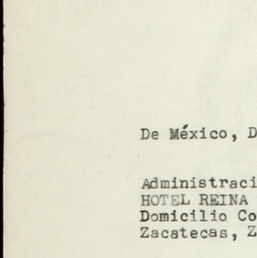 De México, D
Administraci
HOTEL REINA
Domicilio Co
Zacatecas, Z